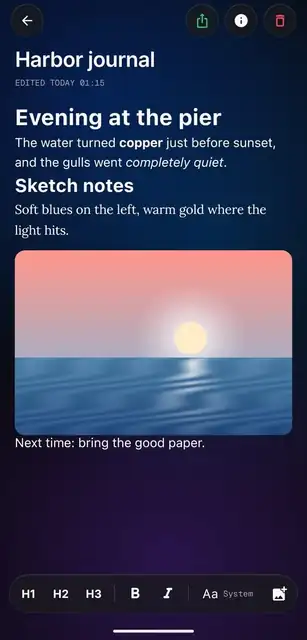 Harbor journal
EDITED TODAY 01:15
Evening at the pier
The water turned copper just before sunset,
and the gulls went completely quiet.
Sketch notes
Soft blues on the left, warm gold where the
light hits.
Next time: bring the good paper.
H1 H2 H3 B I Aa System